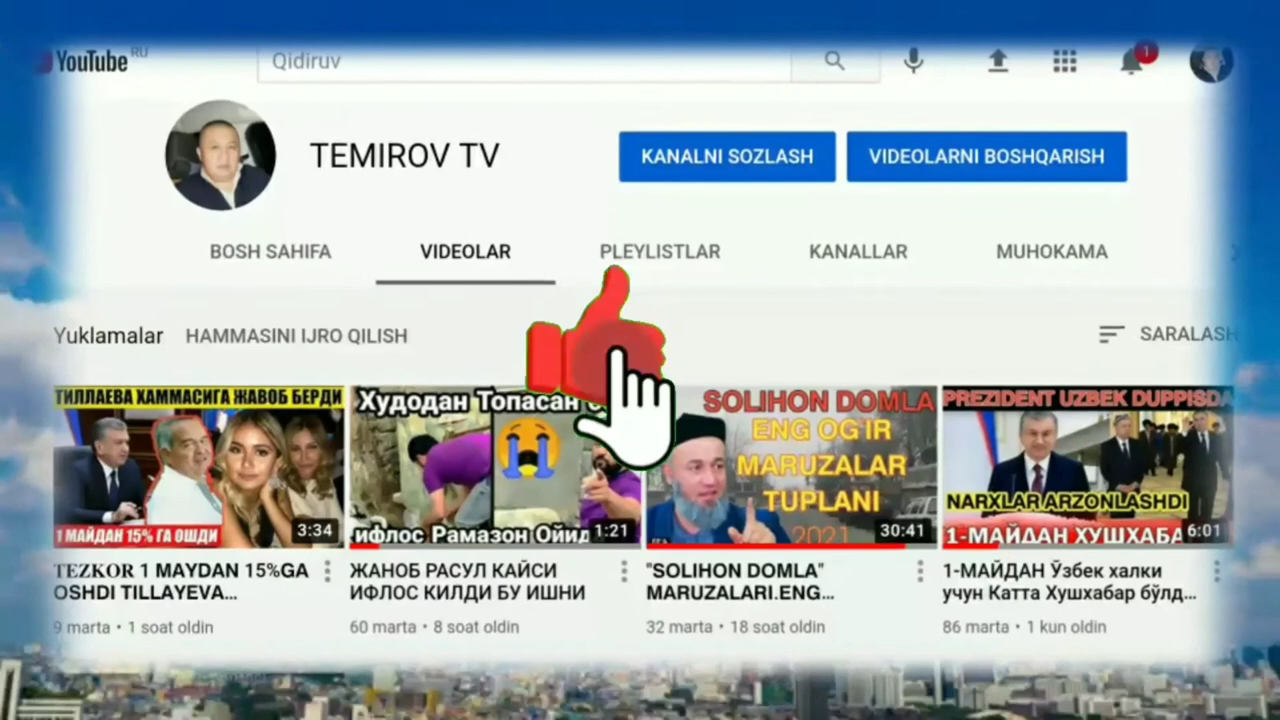 YouTube RU
Qidiruv
1
TEMIROV TV
KANALNI SOZLASH
VIDEOLARNI BOSHQARISH
BOSH SAHIFA
VIDEOLAR
PLEYLISTLAR
KANALLAR
MUHOKAMA
Yuklamalar
HAMMASINI IJRO QILISH
SARALASH
ТИЛЛАЕВА ХАММАСИГА ЖАВОБ БЕРДИ
1 МАЙДАН 15% ГА ОШДИ
3:34
Худодан Топасан
ифлос Рамазон Ойид
1:21
SOLIHON DOMLA
ENG OG'IR
MARUZALAR
TUPLANI
2021
30:41
PREZIDENT UZBEK DUPPISDA
NARXLAR ARZONLASHDI
1-МАЙДАН ХУШХАБА
6:01
TEZKOR 1 MAYDAN 15%GA
OSHDI TILLAYEVA...
9 marta • 1 soat oldin
ЖАНОБ РАСУЛ КАЙСИ
ИФЛОС КИЛДИ БУ ИШНИ
60 marta • 8 soat oldin
"SOLIHON DOMLA"
MARUZALARI.ENG...
32 marta • 18 soat oldin
1-МАЙДАН Ўзбек халки
учун Катта Хушхабар бўлд...
86 marta • 1 kun oldin